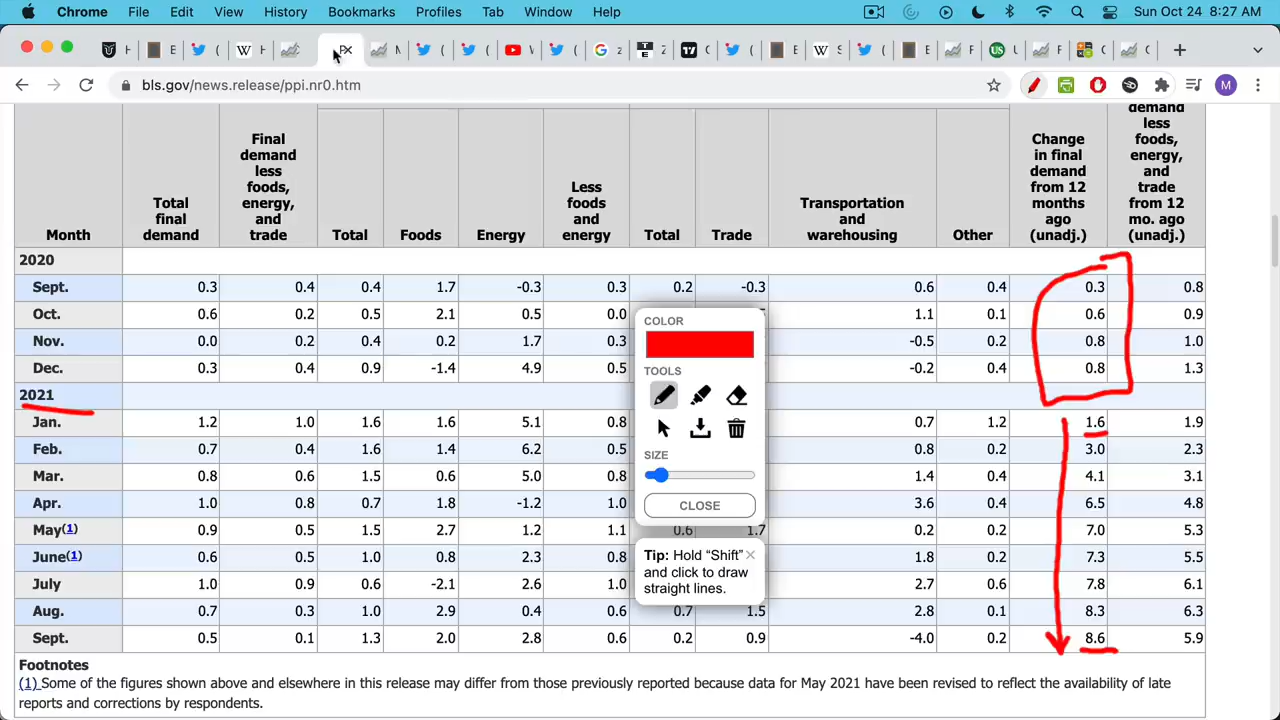 Chrome File Edit View History Bookmarks Profiles Tab Window Help Sun Oct 24 8:27 AM
bls.gov/news.release/ppi.nr0.htm M
Month
Total final demand
Final demand less foods, energy, and trade
Total
Foods
Energy
Less foods and energy
Total
Trade
Transportation and warehousing
Other
Change in final demand from 12 months ago (unadj.)
demand less foods, energy, and trade from 12 mo. ago (unadj.)
2020
Sept. 0.3 0.4 0.4 1.7 -0.3 0.3 0.2 -0.3 0.6 0.4 0.3 0.8
Oct. 0.6 0.2 0.5 2.1 0.5 0.0 1.1 0.1 0.6 0.9
Nov. 0.0 0.2 0.4 0.2 1.7 0.3 -0.5 0.2 0.8 1.0
Dec. 0.3 0.4 0.9 -1.4 4.9 0.5 -0.2 0.4 0.8 1.3
2021
Jan. 1.2 1.0 1.6 1.6 5.1 0.8 0.7 1.2 1.6 1.9
Feb. 0.7 0.4 1.6 1.4 6.2 0.5 0.8 0.2 3.0 2.3
Mar. 0.8 0.6 1.5 0.6 5.0 0.8 1.4 0.4 4.1 3.1
Apr. 1.0 0.8 0.7 1.8 -1.2 1.0 3.6 0.4 6.5 4.8
May(1) 0.9 0.5 1.5 2.7 1.2 1.1 0.6 1.7 0.2 0.2 7.0 5.3
June(1) 0.6 0.5 1.0 0.8 2.3 0.8 1.8 0.2 7.3 5.5
July 1.0 0.9 0.6 -2.1 2.6 1.0 2.7 0.6 7.8 6.1
Aug. 0.7 0.3 1.0 2.9 0.4 0.6 0.7 1.5 2.8 0.1 8.3 6.3
Sept. 0.5 0.1 1.3 2.0 2.8 0.6 0.2 0.9 -4.0 0.2 8.6 5.9
COLOR
TOOLS
SIZE
CLOSE
Tip: Hold “Shift”
and click to draw
straight lines.
Footnotes
(1) Some of the figures shown above and elsewhere in this release may differ from those previously reported because data for May 2021 have been revised to reflect the availability of late
reports and corrections by respondents.